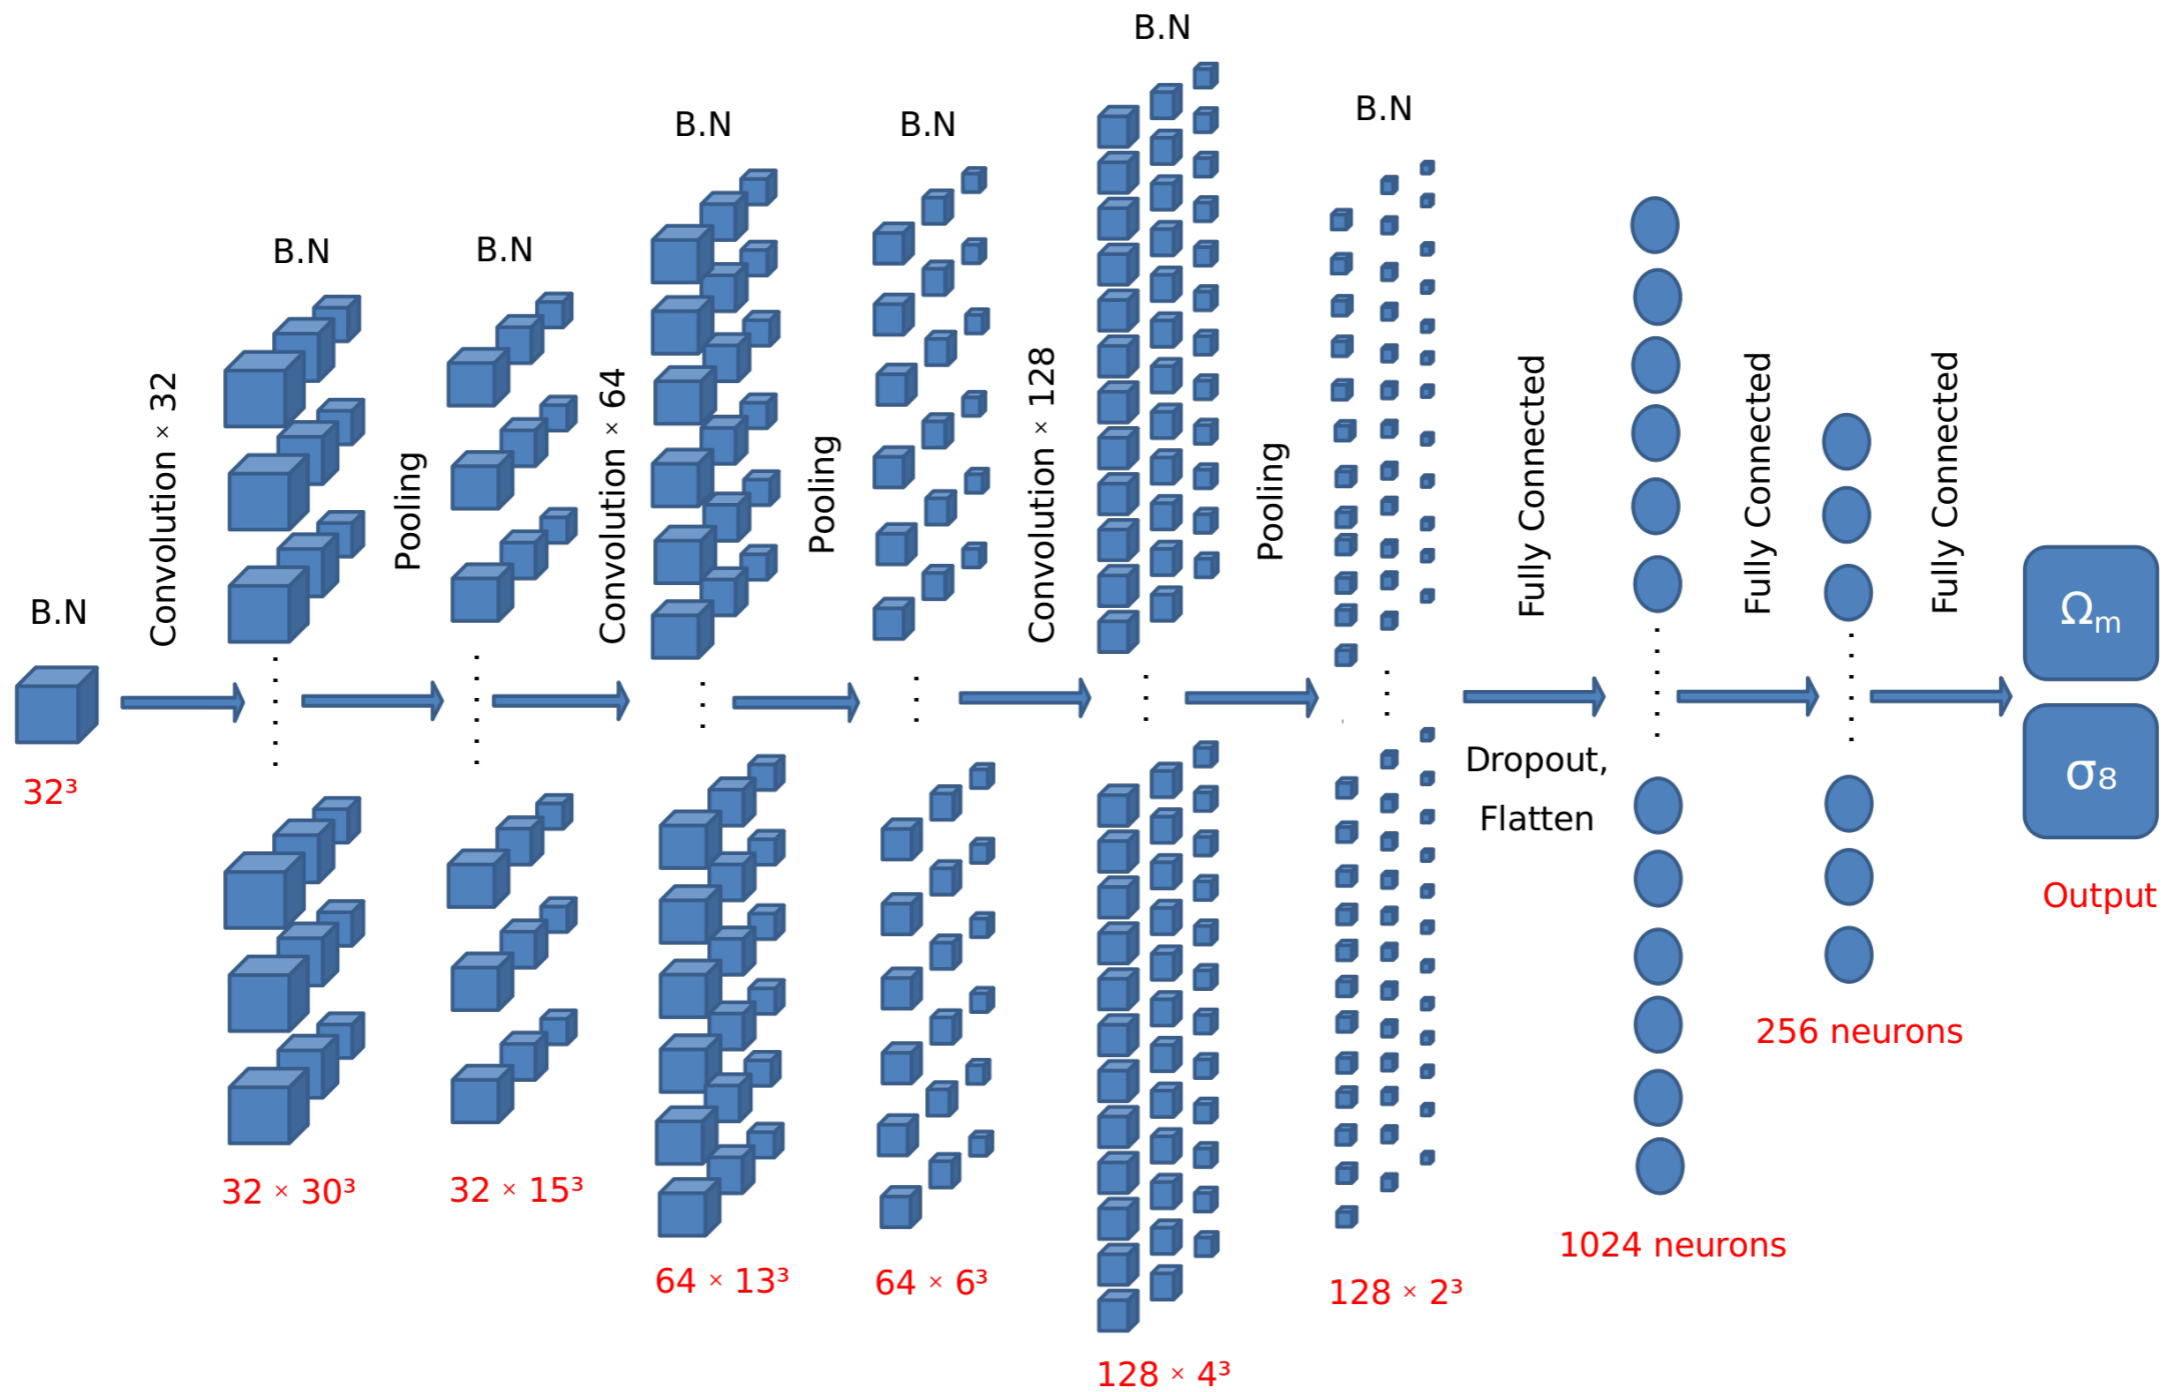 B.N
32³
Convolution × 32
B.N
32 × 30³
Pooling
B.N
32 × 15³
Convolution × 64
B.N
64 × 13³
Pooling
B.N
64 × 6³
Convolution × 128
B.N
128 × 4³
Pooling
B.N
128 × 2³
Fully Connected
Dropout,
Flatten
1024 neurons
Fully Connected
256 neurons
Fully Connected
Ωm
σ8
Output